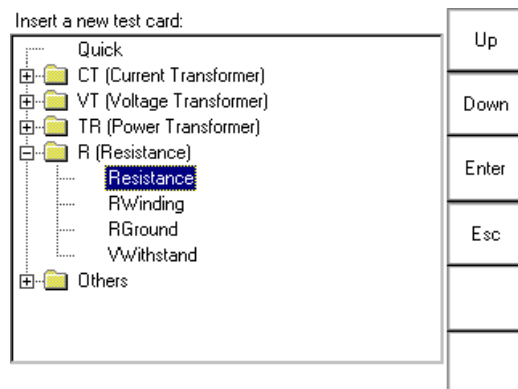 Insert a new test card:
Quick
CT (Current Transformer)
VT (Voltage Transformer)
TR (Power Transformer)
R (Resistance)
Resistance
RWinding
RGround
VWithstand
Others
Up
Down
Enter
Esc